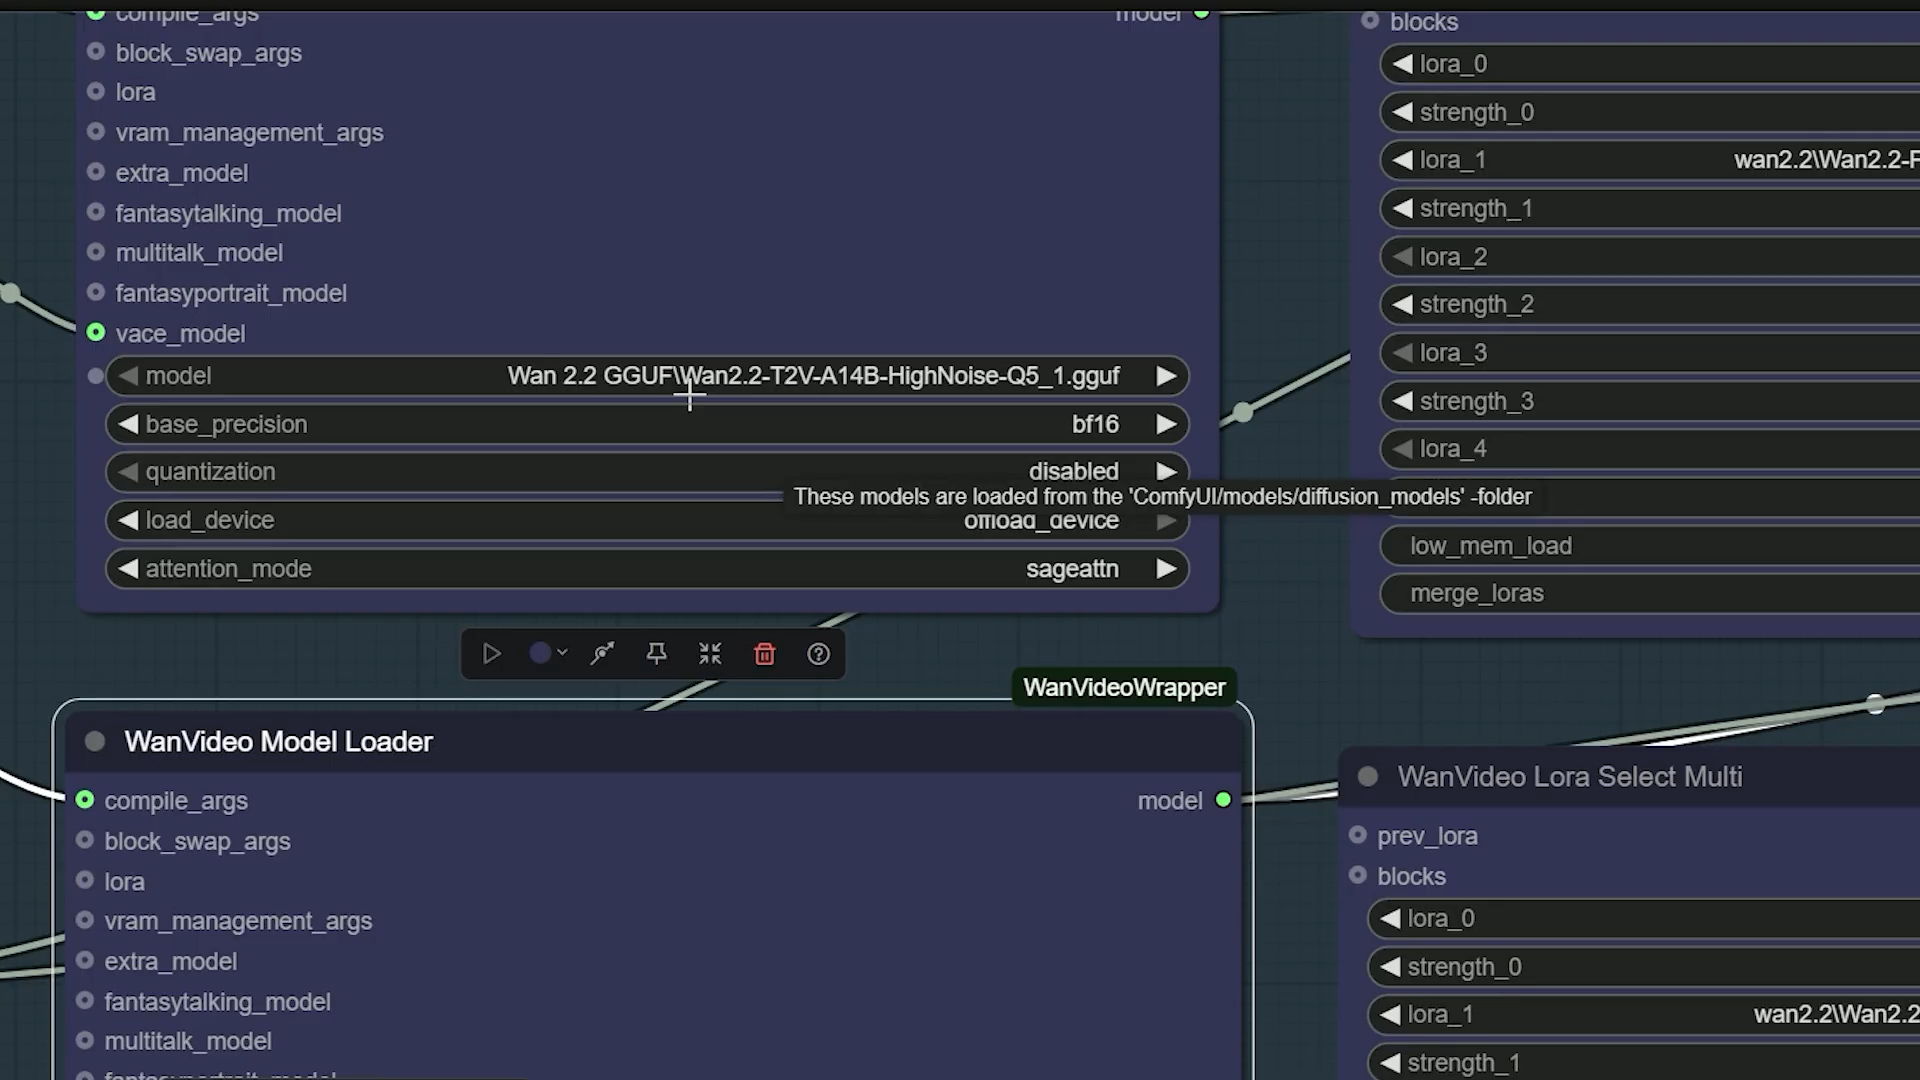 compile_args
model
block_swap_args
lora
vram_management_args
extra_model
fantasytalking_model
multitalk_model
fantasyportrait_model
vace_model
model Wan 2.2 GGUF\Wan2.2-T2V-A14B-HighNoise-Q5_1.gguf
base_precision bf16
quantization disabled
These models are loaded from the 'ComfyUI/models/diffusion_models' -folder
load_device offload_device
attention_mode sageattn
blocks
lora_0
strength_0
lora_1 wan2.2\Wan2.2-F
strength_1
lora_2
strength_2
lora_3
strength_3
lora_4
low_mem_load
merge_loras
WanVideoWrapper
WanVideo Model Loader
compile_args
model
block_swap_args
lora
vram_management_args
extra_model
fantasytalking_model
multitalk_model
WanVideo Lora Select Multi
prev_lora
blocks
lora_0
strength_0
lora_1 wan2.2\Wan2.2
strength_1